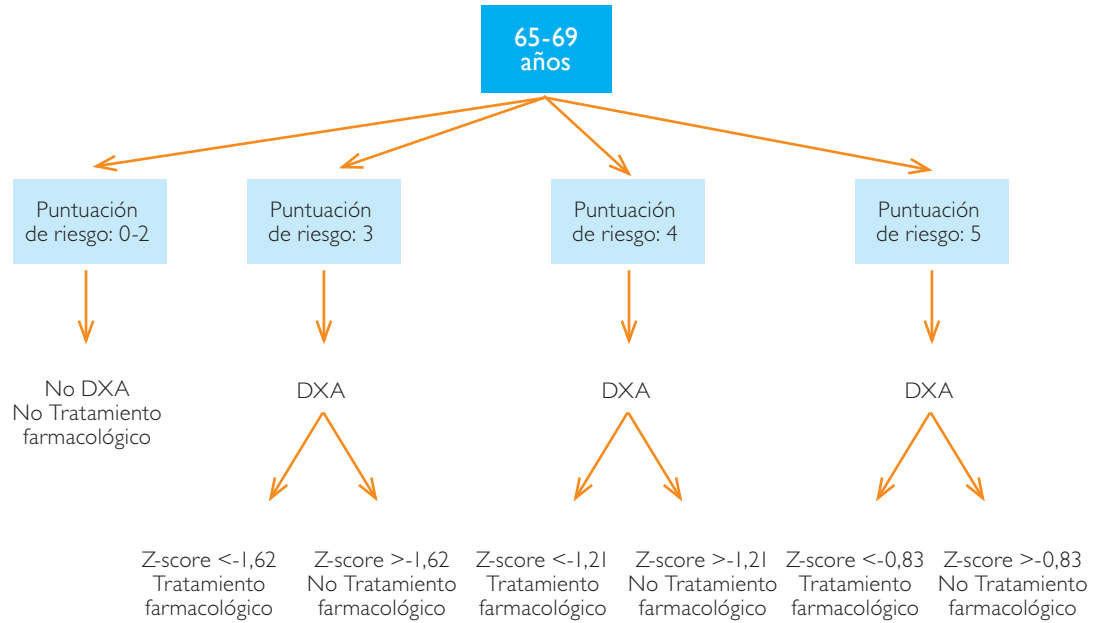 65-69
años
Puntuación
de riesgo: 0-2
Puntuación
de riesgo: 3
Puntuación
de riesgo: 4
Puntuación
de riesgo: 5
No DXA
No Tratamiento
farmacológico
DXA
DXA
DXA
Z-score <-1,62
Tratamiento
farmacológico
Z-score >-1,62
No Tratamiento
farmacológico
Z-score <-1,21
Tratamiento
farmacológico
Z-score >-1,21
No Tratamiento
farmacológico
Z-score <-0,83
Tratamiento
farmacológico
Z-score >-0,83
No Tratamiento
farmacológico